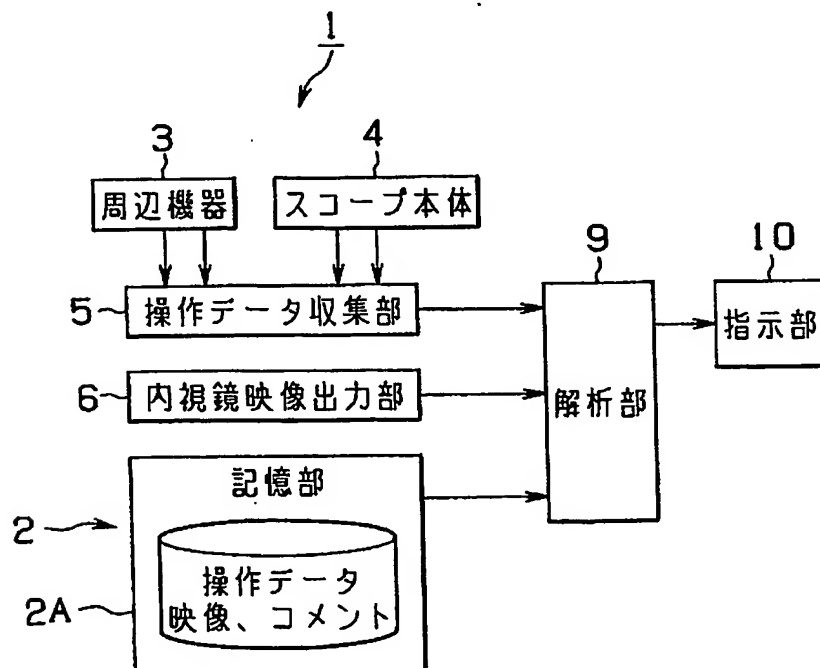 1
3
4
周辺機器
スコープ本体
9
10
5
操作データ収集部
指示部
6
内視鏡映像出力部
解析部
記憶部
2
操作データ
2A
映像、コメント